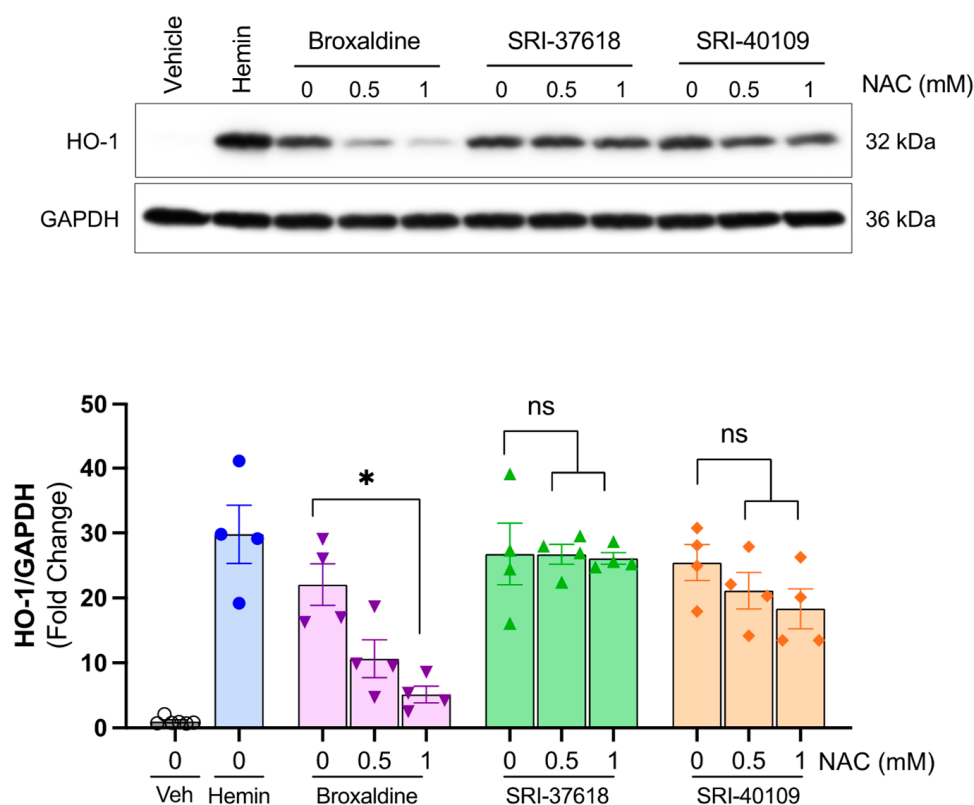 Vehicle
Hemin
Broxaldine SRI-37618 SRI-40109
0 0.5 1 0 0.5 1 0 0.5 1 NAC (mM)
HO-1 32 kDa
GAPDH 36 kDa
HO-1/GAPDH
(Fold Change)
50
40
30
20
10
0
*
ns
ns
0 0 0 0.5 1 0 0.5 1 0 0.5 1 NAC (mM)
Veh Hemin Broxaldine SRI-37618 SRI-40109